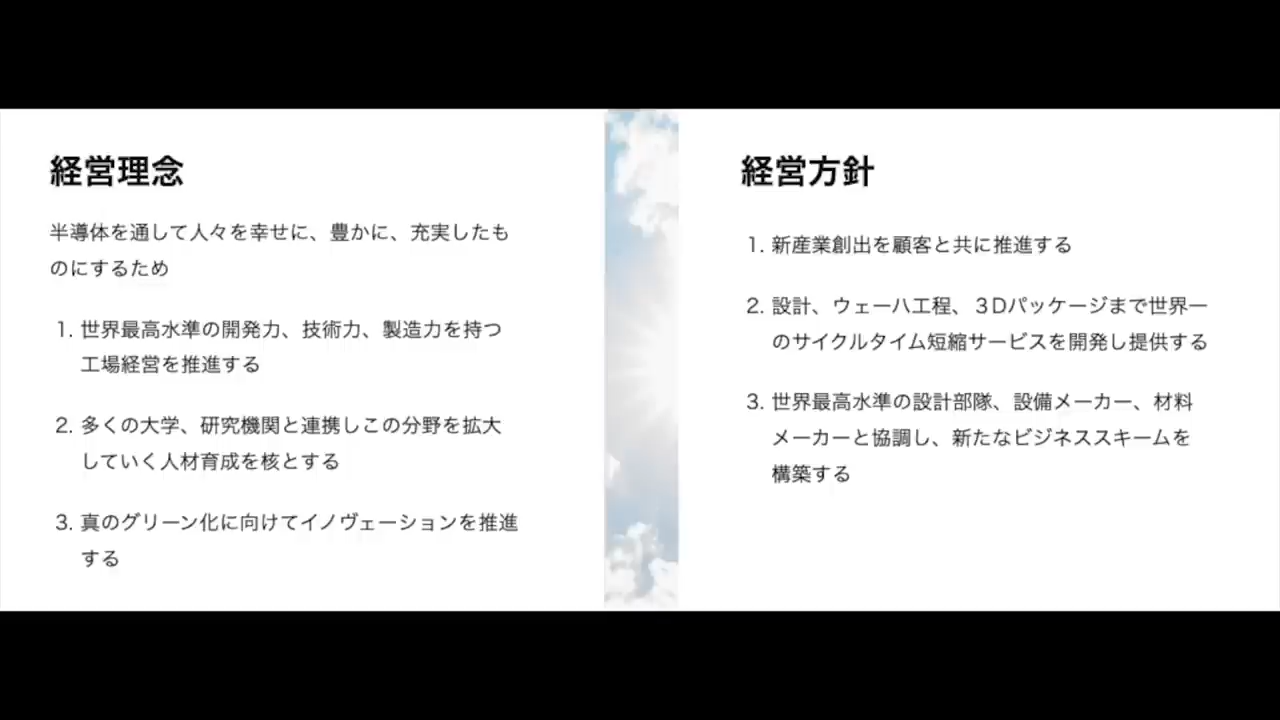 経営理念
半導体を通して人々を幸せに、豊かに、充実したも
のにするため
1. 世界最高水準の開発力、技術力、製造力を持つ
工場経営を推進する
2. 多くの大学、研究機関と連携しこの分野を拡大
していく人材育成を核とする
3. 真のグリーン化に向けてイノヴェーションを推進
する
経営方針
1. 新産業創出を顧客と共に推進する
2. 設計、ウェーハ工程、３Dパッケージまで世界一
のサイクルタイム短縮サービスを開発し提供する
3. 世界最高水準の設計部隊、設備メーカー、材料
メーカーと協調し、新たなビジネススキームを
構築する